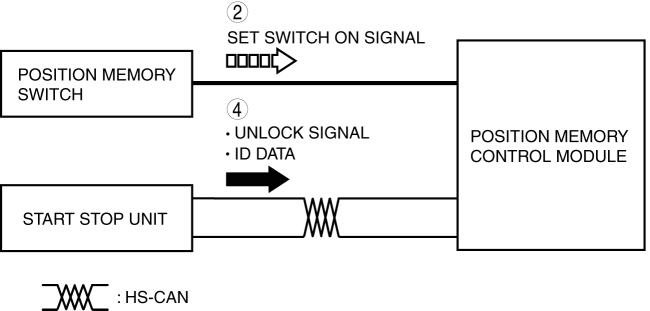 ②
SET SWITCH ON SIGNAL
POSITION MEMORY
SWITCH
④
・UNLOCK SIGNAL
・ID DATA
POSITION MEMORY
CONTROL MODULE
START STOP UNIT
: HS-CAN